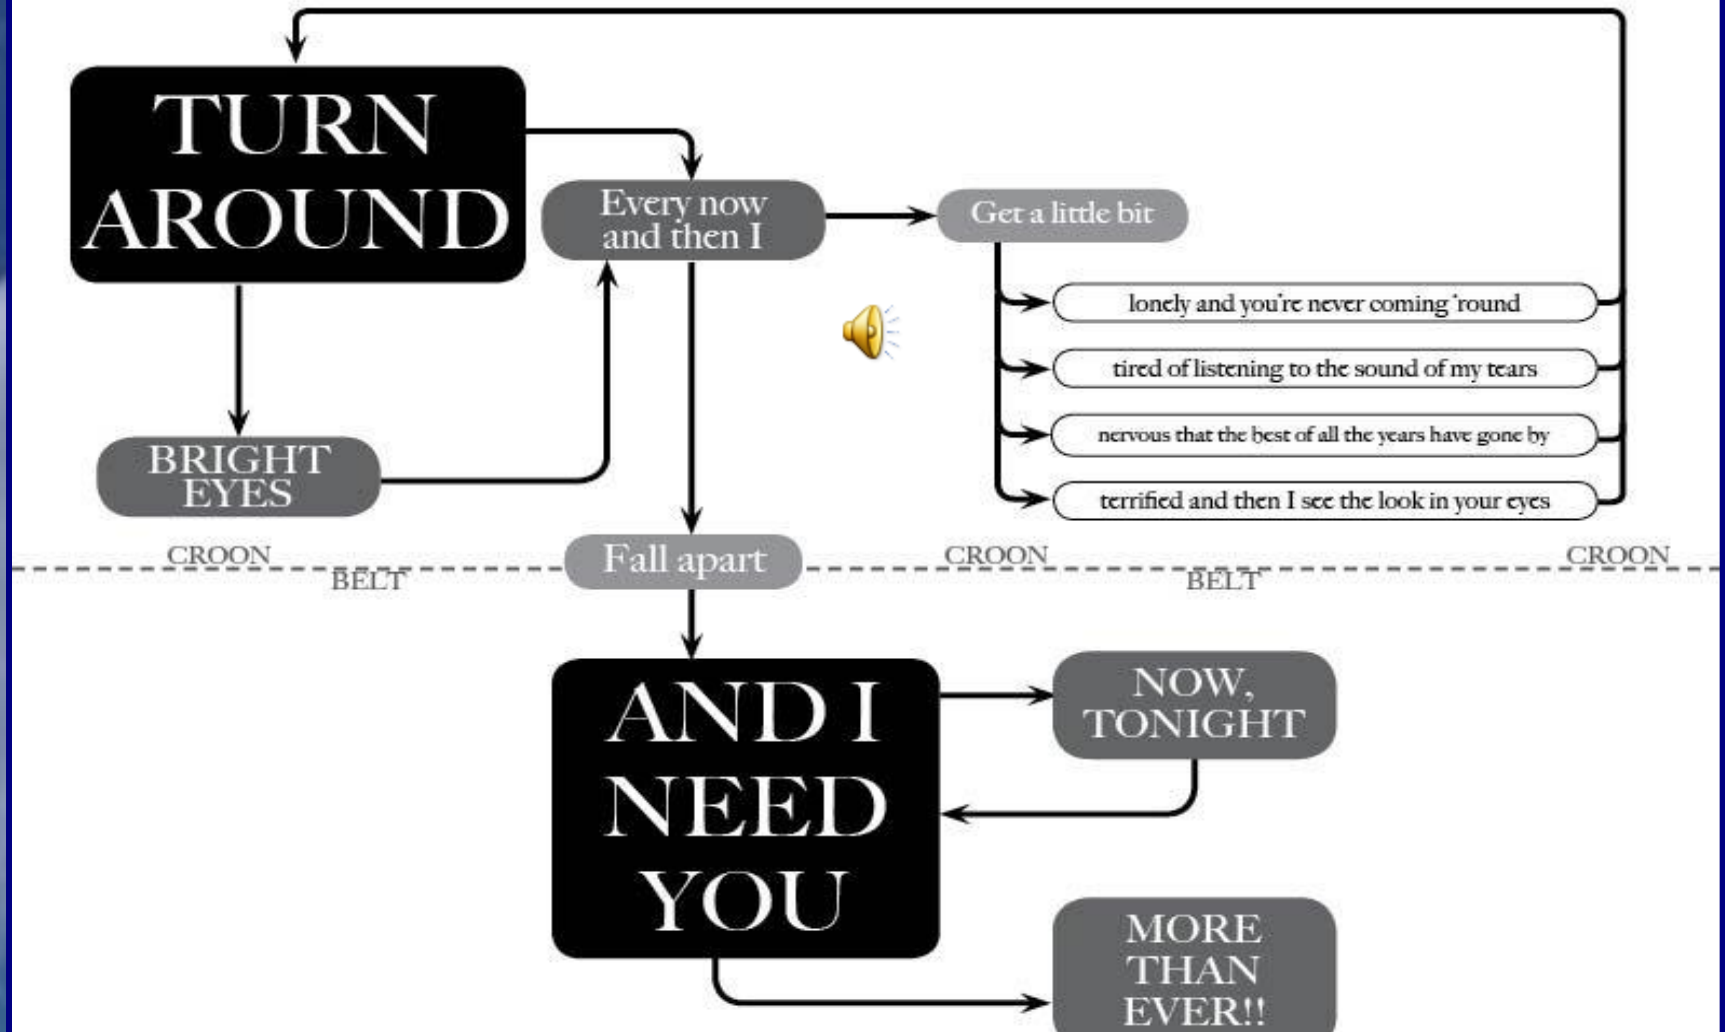 TURN
AROUND
Every now
and then I
Get a little bit
lonely and you're never coming 'round
tired of listening to the sound of my tears
nervous that the best of all the years have gone by
terrified and then I see the look in your eyes
BRIGHT
EYES
CROON
BELT
Fall apart
CROON
BELT
CROON
AND I
NEED
YOU
NOW,
TONIGHT
MORE
THAN
EVER!!